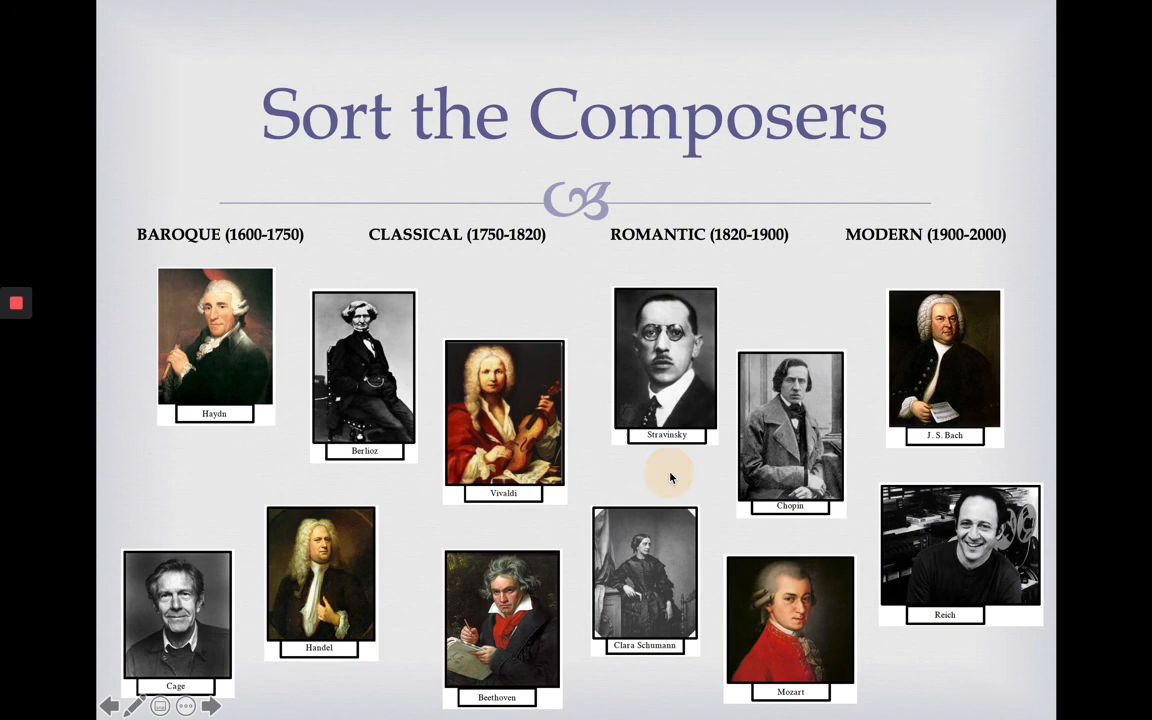 Sort the Composers
BAROQUE (1600-1750)
CLASSICAL (1750-1820)
ROMANTIC (1820-1900)
MODERN (1900-2000)
Haydn
Berlioz
Vivaldi
Stravinsky
Chopin
J. S. Bach
Cage
Handel
Beethoven
Clara Schumann
Mozart
Reich